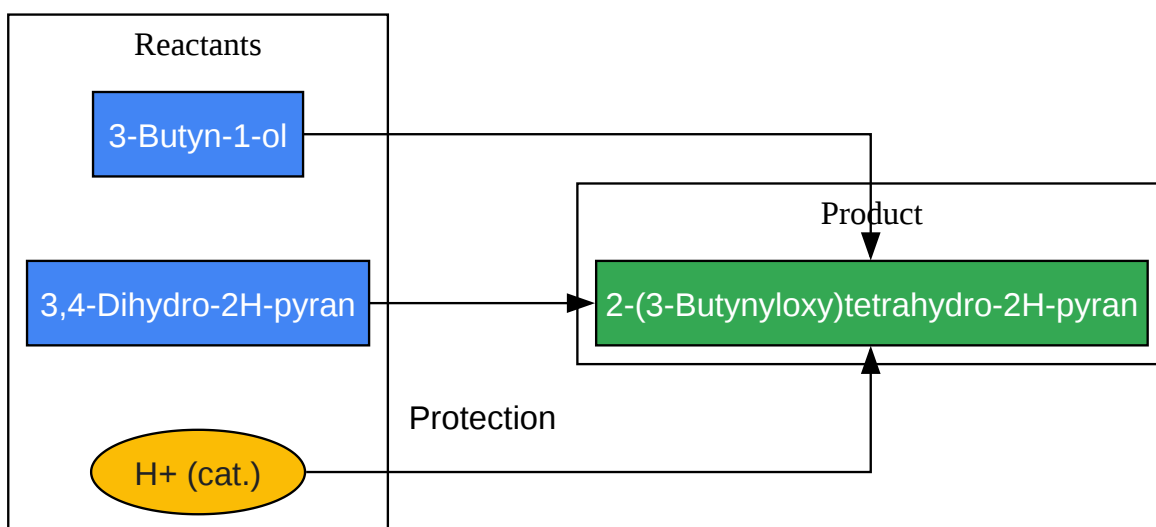 Reactants
3-Butyn-1-ol
Product
3,4-Dihydro-2H-pyran
2-(3-Butynyloxy)tetrahydro-2H-pyran
Protection
H+ (cat.)